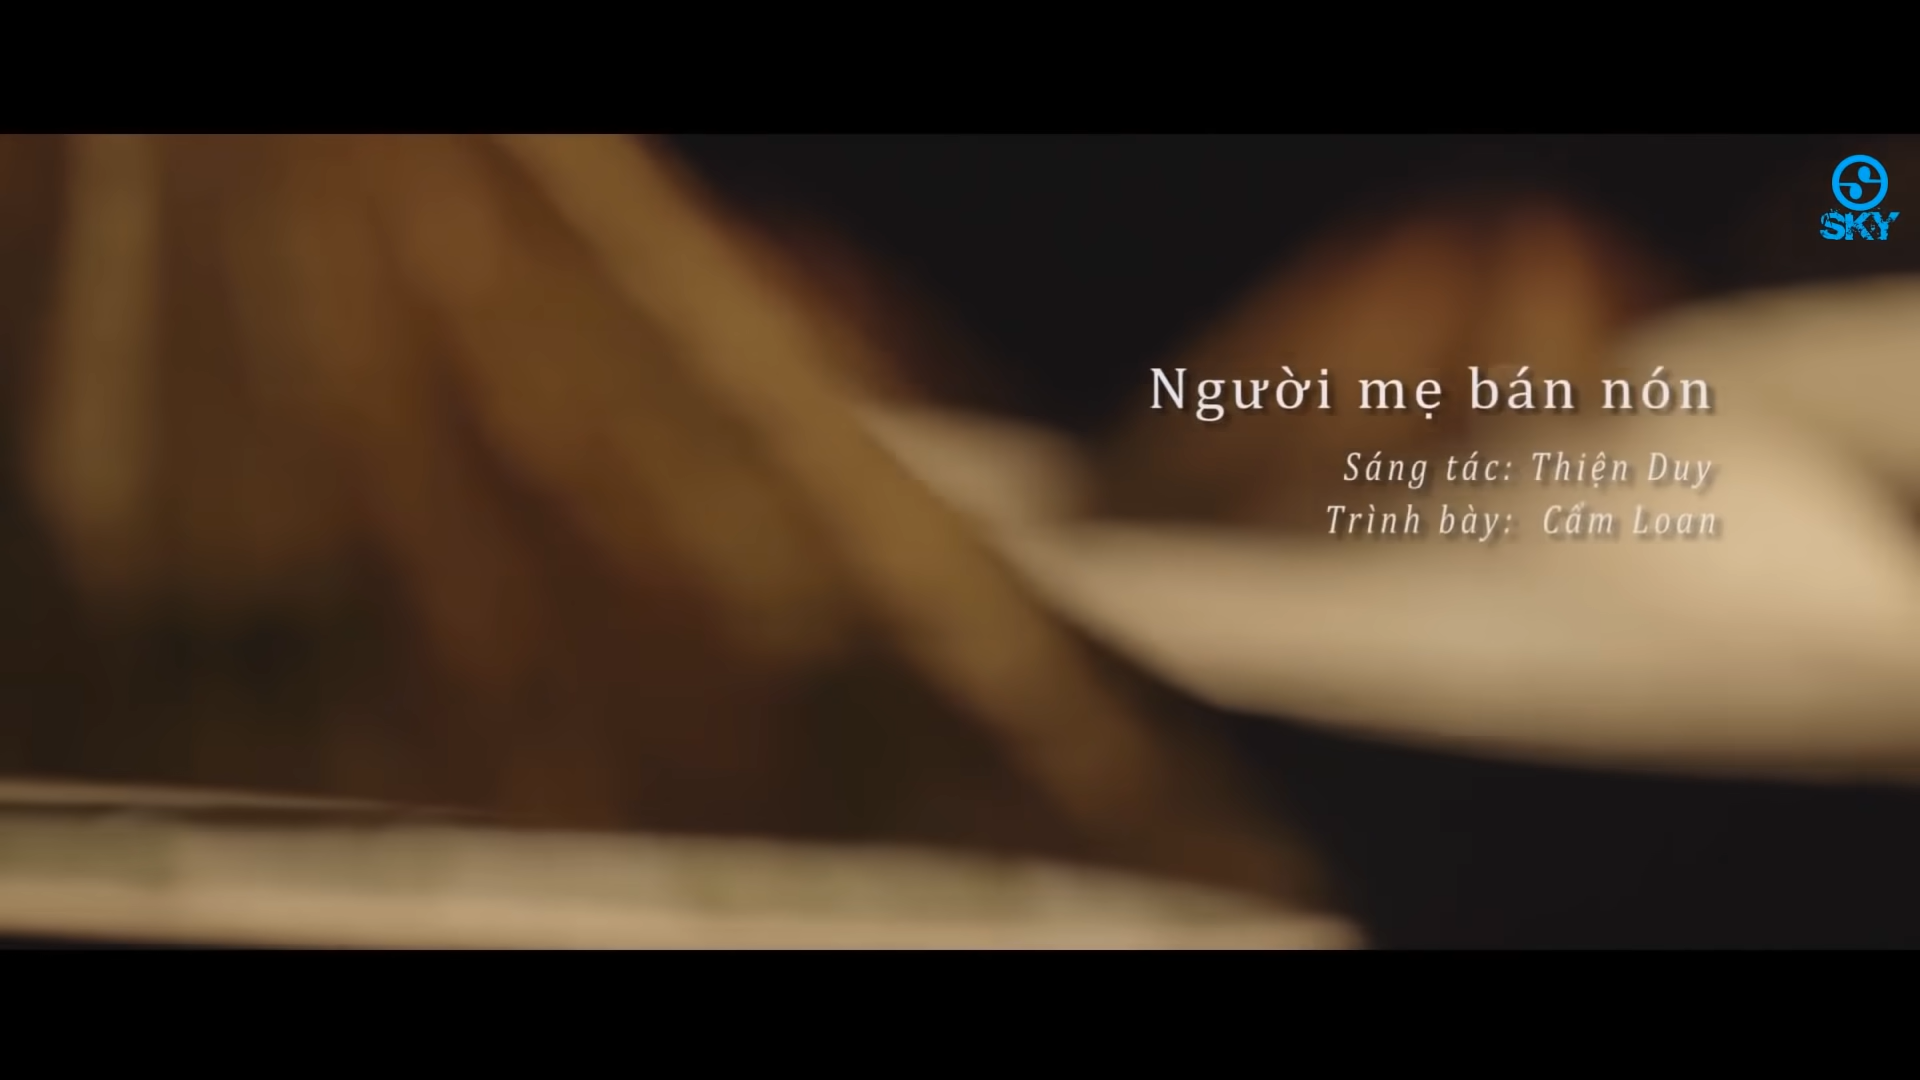 SKY
Người mẹ bán nón
Sáng tác: Thiện Duy
Trình bày: Cẩm Loan